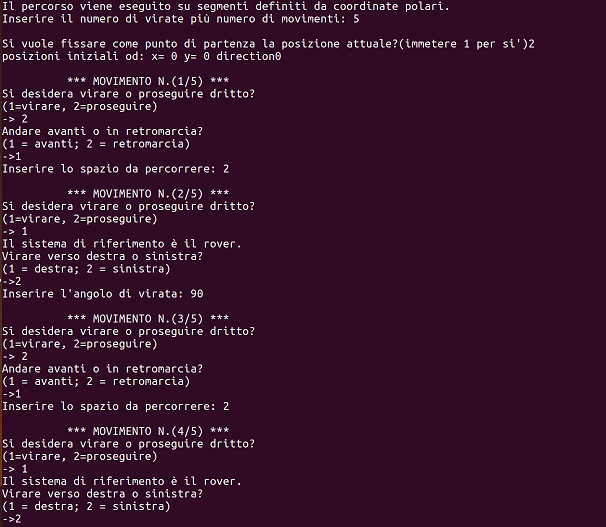 Il percorso viene eseguito su segmenti definiti da coordinate polari.
Inserire il numero di virate più numero di movimenti: 5
Si vuole fissare come punto di partenza la posizione attuale?(immetere 1 per si')2
posizioni iniziali od: x= 0 y= 0 direction0
*** MOVIMENTO N.(1/5) ***
Si desidera virare o proseguire dritto?
(1=virare, 2=proseguire)
-> 2
Andare avanti o in retromarcia?
(1 = avanti; 2 = retromarcia)
->1
Inserire lo spazio da percorrere: 2
*** MOVIMENTO N.(2/5) ***
Si desidera virare o proseguire dritto?
(1=virare, 2=proseguire)
-> 1
Il sistema di riferimento è il rover.
Virare verso destra o sinistra?
(1 = destra; 2 = sinistra)
->2
Inserire l'angolo di virata: 90
*** MOVIMENTO N.(3/5) ***
Si desidera virare o proseguire dritto?
(1=virare, 2=proseguire)
-> 2
Andare avanti o in retromarcia?
(1 = avanti; 2 = retromarcia)
->1
Inserire lo spazio da percorrere: 2
*** MOVIMENTO N.(4/5) ***
Si desidera virare o proseguire dritto?
(1=virare, 2=proseguire)
-> 1
Il sistema di riferimento è il rover.
Virare verso destra o sinistra?
(1 = destra; 2 = sinistra)
->2